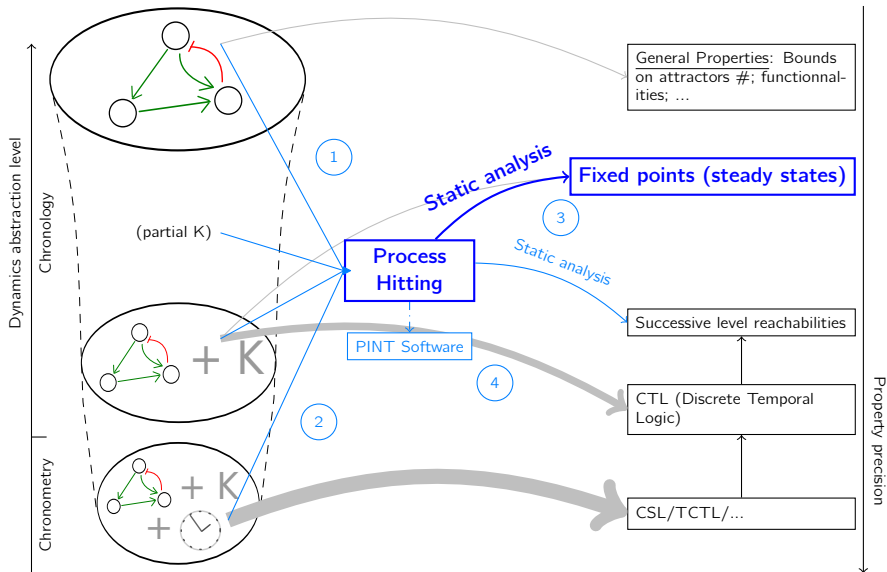 General Properties: Bounds
on attractors #; functionnal-
ities; ...
1
Static analysis
Fixed points (steady states)
3
(partial K)
Process
Hitting
Static analysis
Successive level reachabilities
PINT Software
+ K
4
CTL (Discrete Temporal
Logic)
2
+ K
+
CSL/TCTL/...
Dynamics abstraction level
Chronology
Chronometry
Property precision